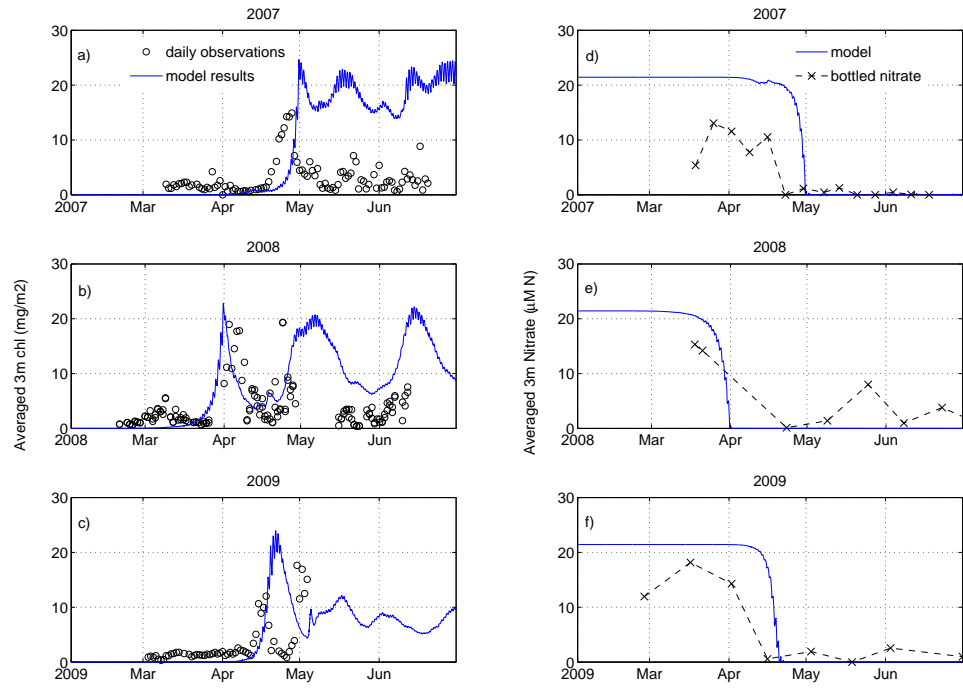 2007
30
20
10
0
a)
daily observations
model results
2007 Mar Apr May Jun
2008
30
20
10
0
b)
2008 Mar Apr May Jun
Averaged 3m chl (mg/m2)
2009
30
20
10
0
c)
2009 Mar Apr May Jun
2007
30
20
10
0
d)
model
bottled nitrate
2007 Mar Apr May Jun
2008
30
20
10
0
e)
2008 Mar Apr May Jun
Averaged 3m Nitrate (μM N)
2009
30
20
10
0
f)
2009 Mar Apr May Jun